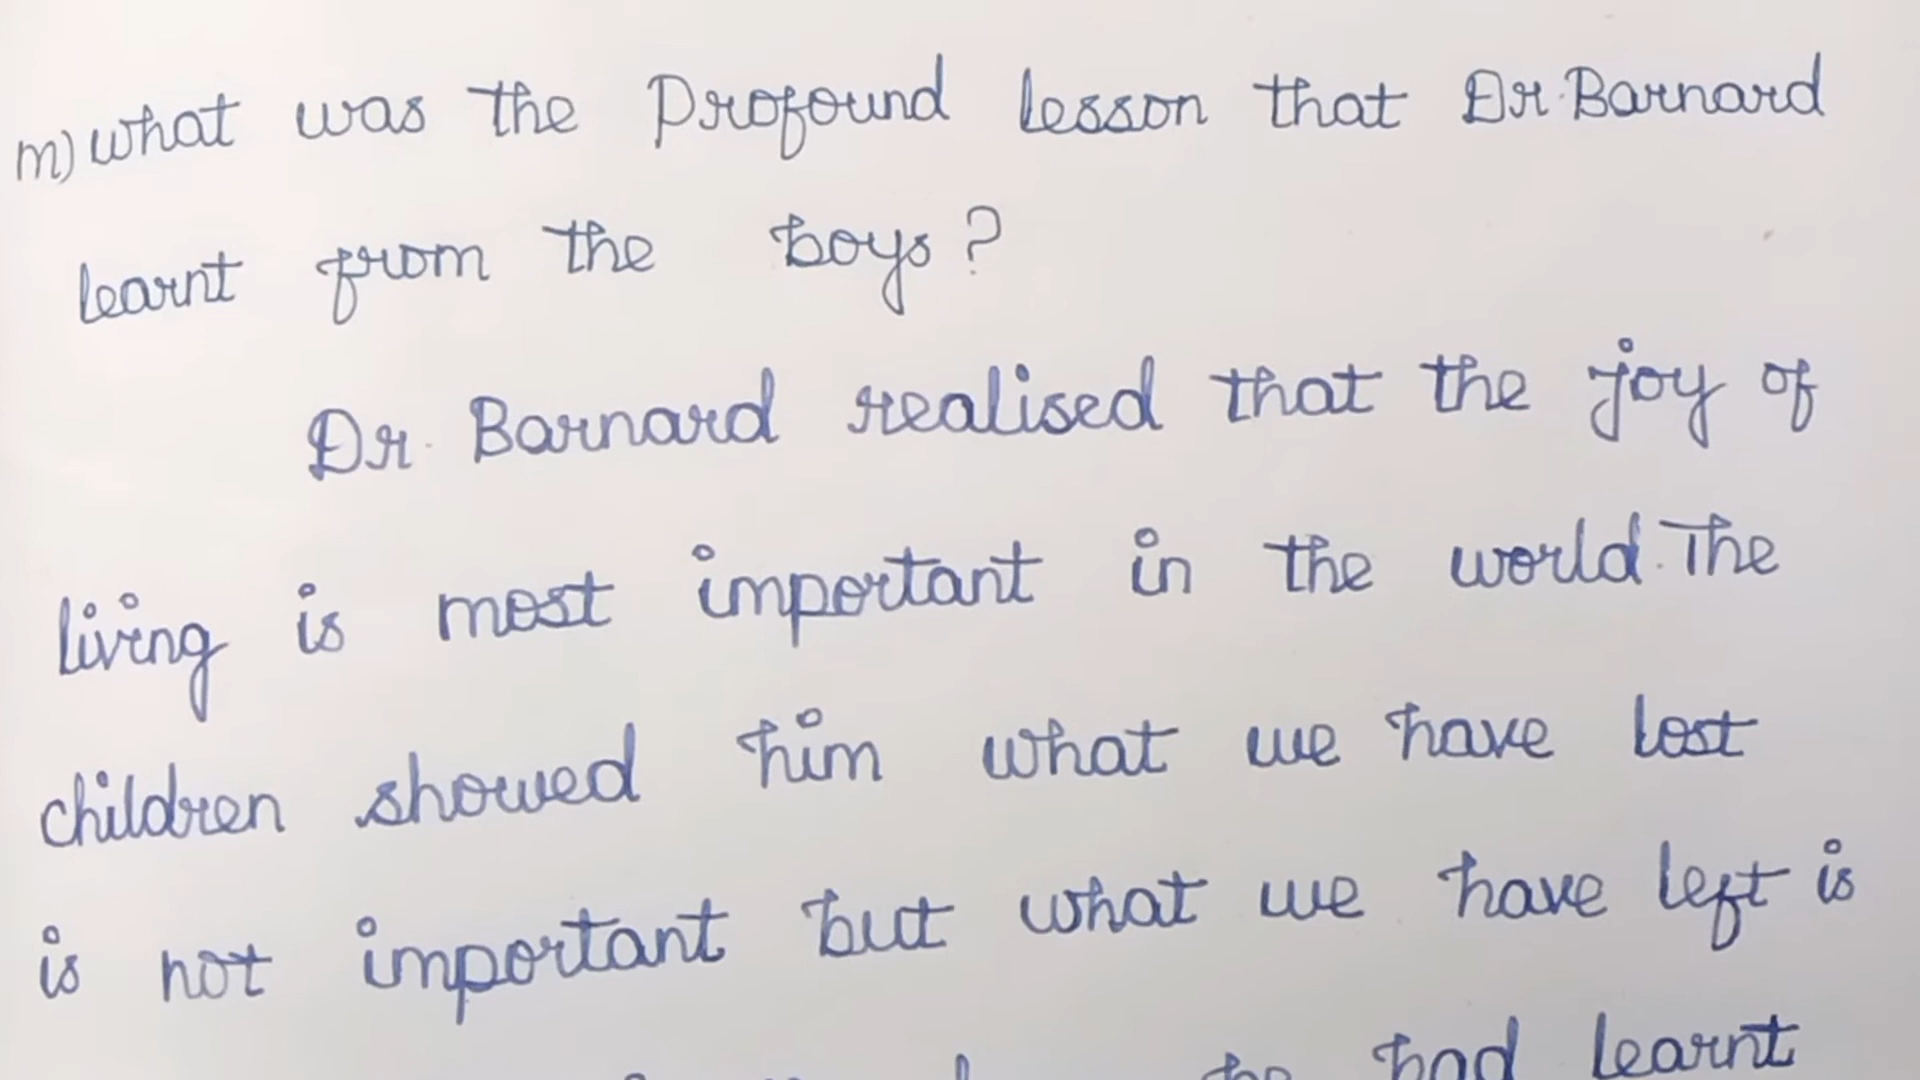 m) what was the Profound lesson that Dr. Barnard
learnt from the boys?
Dr. Barnard realised that the joy of
living is most important in the world. The
children showed him what we have lost
is not important but what we have left is
had learnt